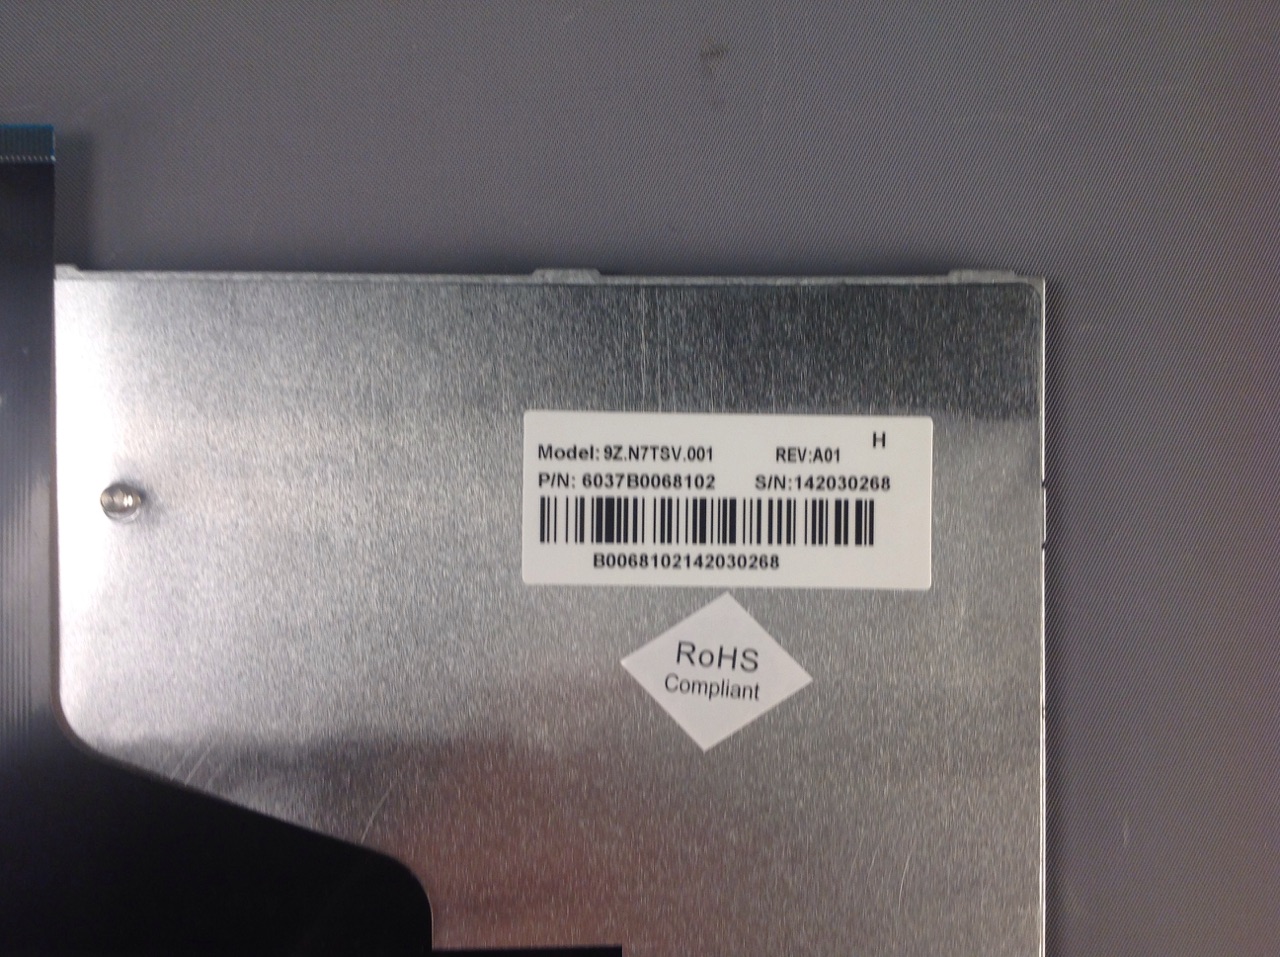 H
Model: 9Z.N7TSV.001 REV:A01
P/N: 6037B0068102 S/N:142030268
B0068102142030268
RoHS
Compliant